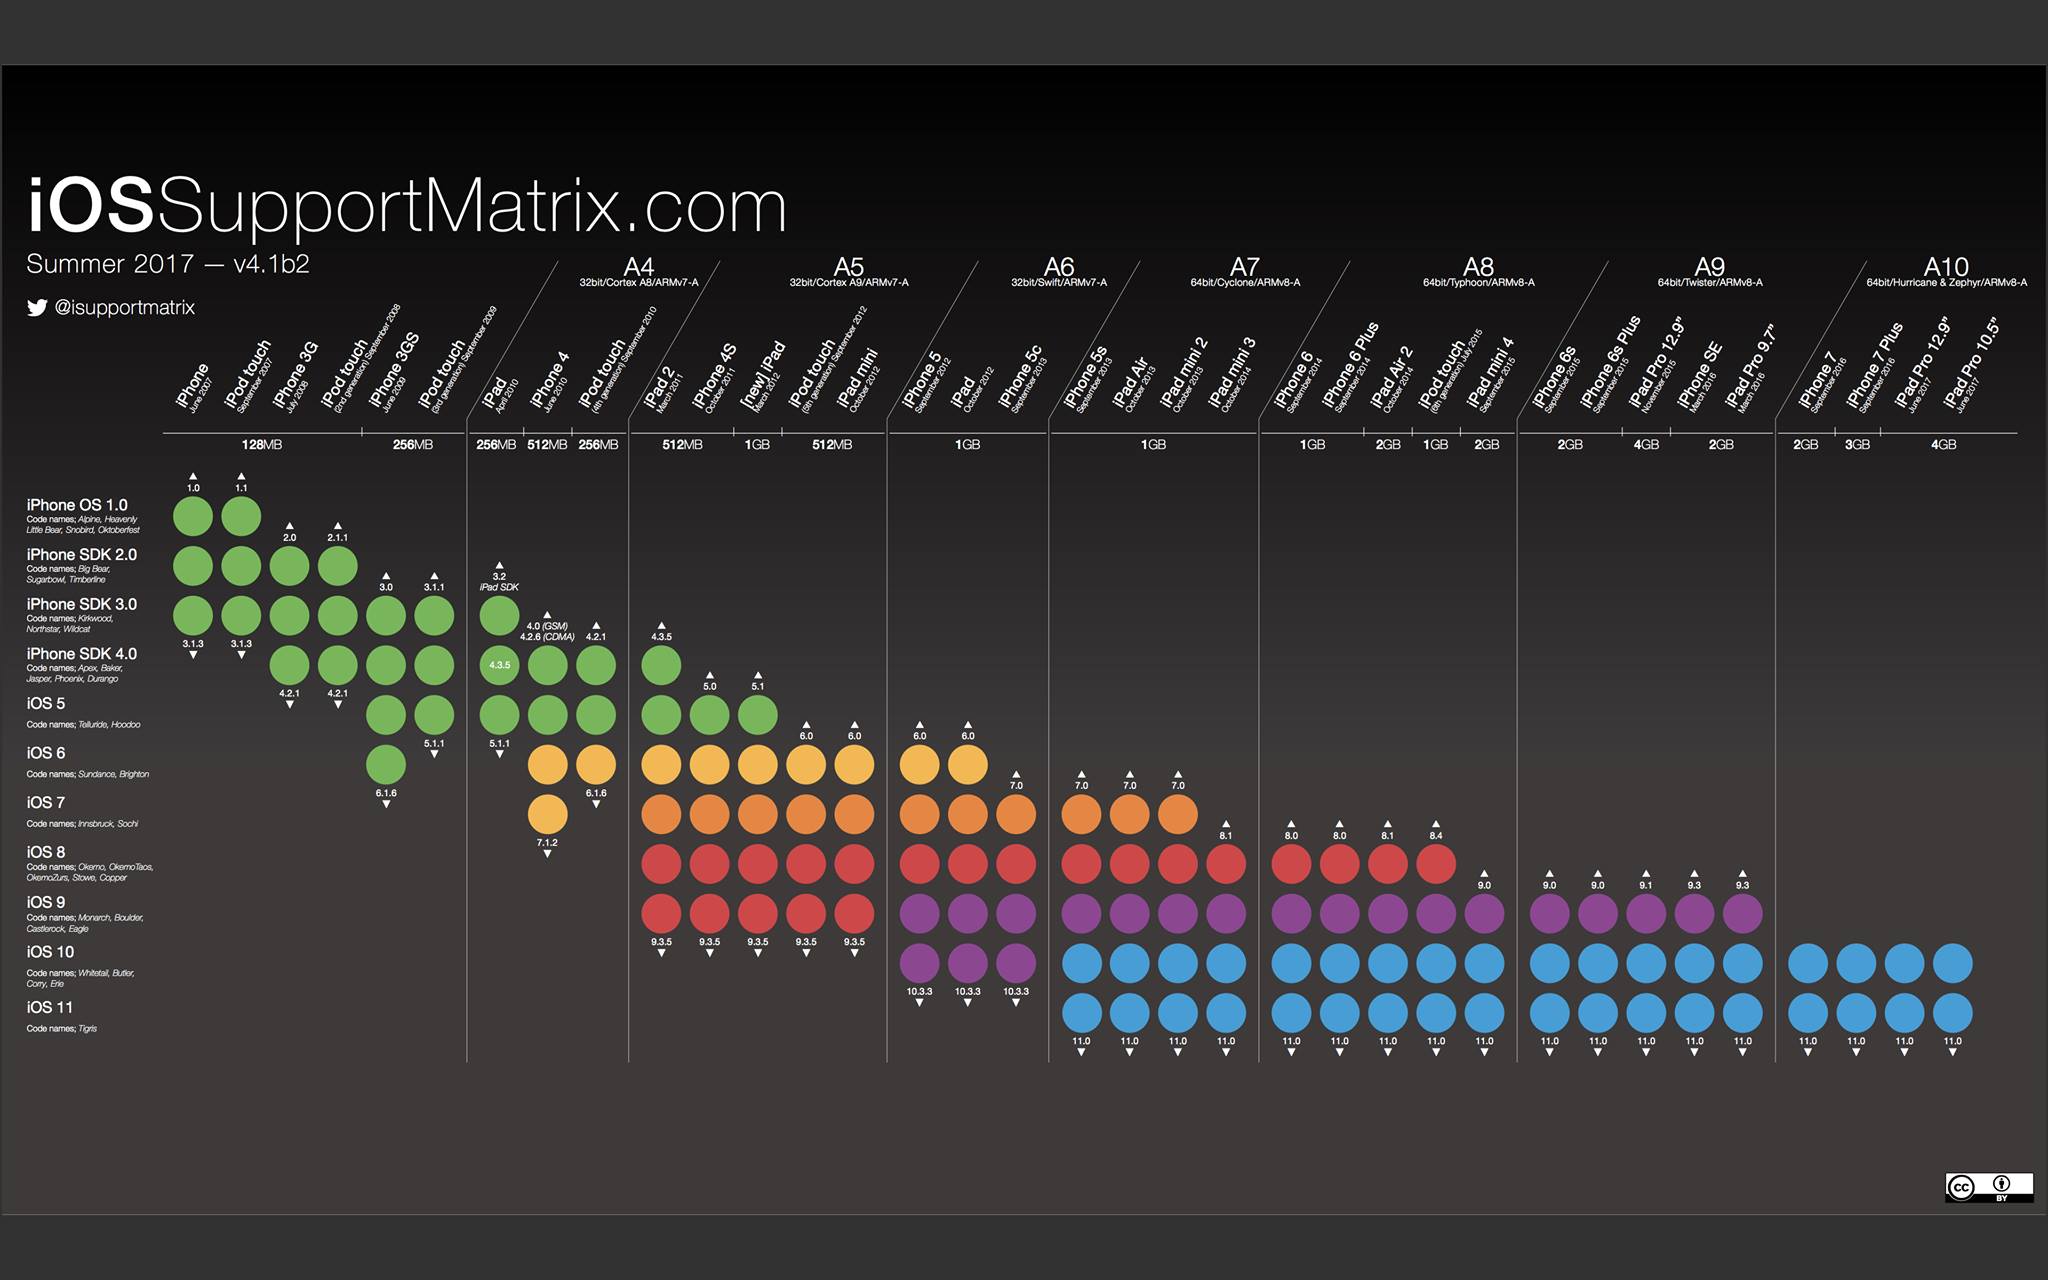 iOSSupportMatrix.com
Summer 2017 — v4.1b2
@isupportmatrix
A4
32bit/Cortex A8/ARMv7-A
A5
32bit/Cortex A9/ARMv7-A
A6
32bit/Swift/ARMv7-A
A7
64bit/Cyclone/ARMv8-A
A8
64bit/Typhoon/ARMv8-A
A9
64bit/Twister/ARMv8-A
A10
64bit/Hurricane & Zephyr/ARMv8-A
iPhone
June 2007
iPod touch
September 2007
iPhone 3G
July 2008
iPod touch
(2nd generation) September 2008
iPhone 3GS
June 2009
iPod touch
(3rd generation) September 2009
iPad
April 2010
iPhone 4
June 2010
iPod touch
(4th generation) September 2010
iPad 2
March 2011
iPhone 4S
October 2011
[new] iPad
March 2012
iPod touch
(5th generation) September 2012
iPad mini
October 2012
iPhone 5
September 2012
iPad
October 2012
iPhone 5c
September 2013
iPhone 5s
September 2013
iPad Air
October 2013
iPad mini 2
October 2013
iPad mini 3
October 2014
iPhone 6
September 2014
iPhone 6 Plus
September 2014
iPad Air 2
October 2014
iPod touch
(6th generation) July 2015
iPad mini 4
September 2015
iPhone 6s
September 2015
iPhone 6s Plus
September 2015
iPad Pro 12.9"
November 2015
iPhone SE
March 2016
iPad Pro 9.7"
March 2016
iPhone 7
September 2016
iPhone 7 Plus
September 2016
iPad Pro 12.9"
June 2017
iPad Pro 10.5"
June 2017
128MB 256MB 256MB 512MB 256MB 512MB 1GB 512MB 1GB 1GB 1GB 2GB 1GB 2GB 2GB 4GB 2GB 2GB 3GB 4GB
1.0 1.1
iPhone OS 1.0
Code names; Alpine, Heavenly
Little Bear, Snobird, Oktoberfest
2.0 2.1.1
iPhone SDK 2.0
Code names; Big Bear,
Sugarbowl, Timberline
3.0 3.1.1 3.2
iPad SDK
iPhone SDK 3.0
Code names; Kirkwood,
Northstar, Wildcat
4.0 (GSM)
4.2.6 (CDMA) 4.2.1 4.3.5
3.1.3 3.1.3
iPhone SDK 4.0
Code names; Apex, Baker,
Jasper, Phoenix, Durango
4.3.5
4.2.1 4.2.1 5.0 5.1
iOS 5
Code names; Telluride, Hoodoo
5.1.1 5.1.1 6.0 6.0 6.0 6.0
iOS 6
Code names; Sundance, Brighton
6.1.6 6.1.6 7.0 7.0 7.0 7.0
iOS 7
Code names; Innsbruck, Sochi
7.1.2 8.1 8.0 8.0 8.1 8.4
iOS 8
Code names; Okemo, OkemoTaos,
OkemoZurs, Stowe, Copper
9.0 9.0 9.0 9.1 9.3 9.3
iOS 9
Code names; Monarch, Boulder,
Castlerock, Eagle
9.3.5 9.3.5 9.3.5 9.3.5 9.3.5
iOS 10
Code names; Whitetail, Butler,
Corry, Erie
10.3.3 10.3.3 10.3.3
iOS 11
Code names; Tigris
11.0 11.0 11.0 11.0 11.0 11.0 11.0 11.0 11.0 11.0 11.0 11.0 11.0 11.0 11.0 11.0 11.0 11.0
cc
BY